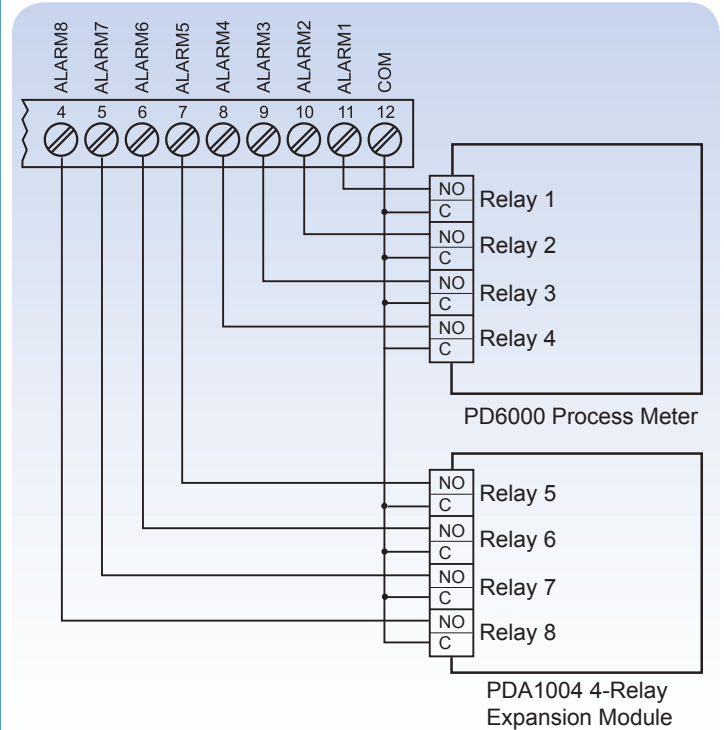 ALARM8 ALARM7 ALARM6 ALARM5 ALARM4 ALARM3 ALARM2 ALARM1 COM
4 5 6 7 8 9 10 11 12
NO
C
Relay 1
NO
C
Relay 2
NO
C
Relay 3
NO
C
Relay 4
PD6000 Process Meter
NO
C
Relay 5
NO
C
Relay 6
NO
C
Relay 7
NO
C
Relay 8
PDA1004 4-Relay
Expansion Module